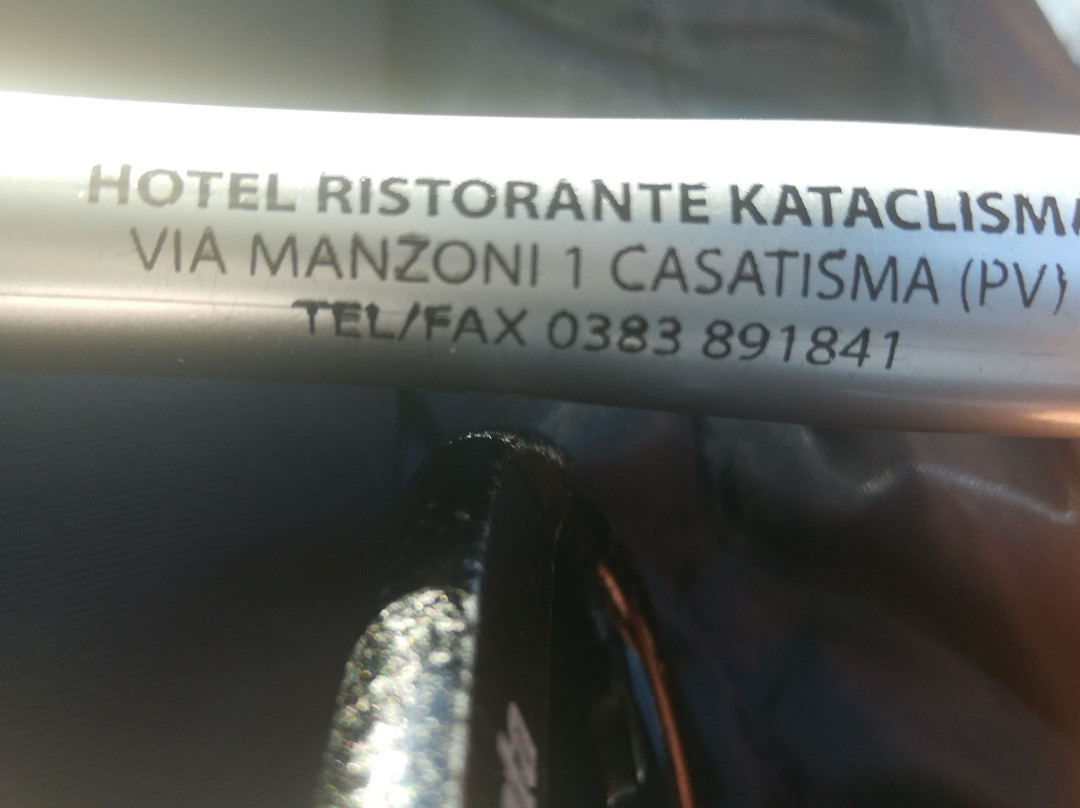 HOTEL RISTORANTE KATACLISMA
VIA MANZONI 1 CASATISMA (PV)
TEL/FAX 0383 891841